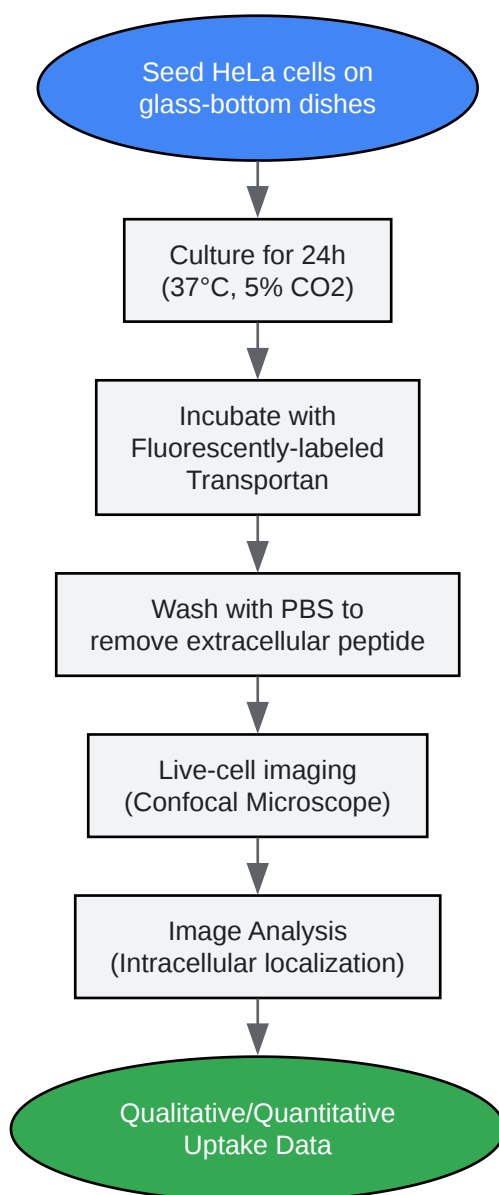 Seed HeLa cells on
glass-bottom dishes
Culture for 24h
(37°C, 5% CO2)
Incubate with
Fluorescently-labeled
Transportan
Wash with PBS to
remove extracellular peptide
Live-cell imaging
(Confocal Microscope)
Image Analysis
(Intracellular localization)
Qualitative/Quantitative
Uptake Data